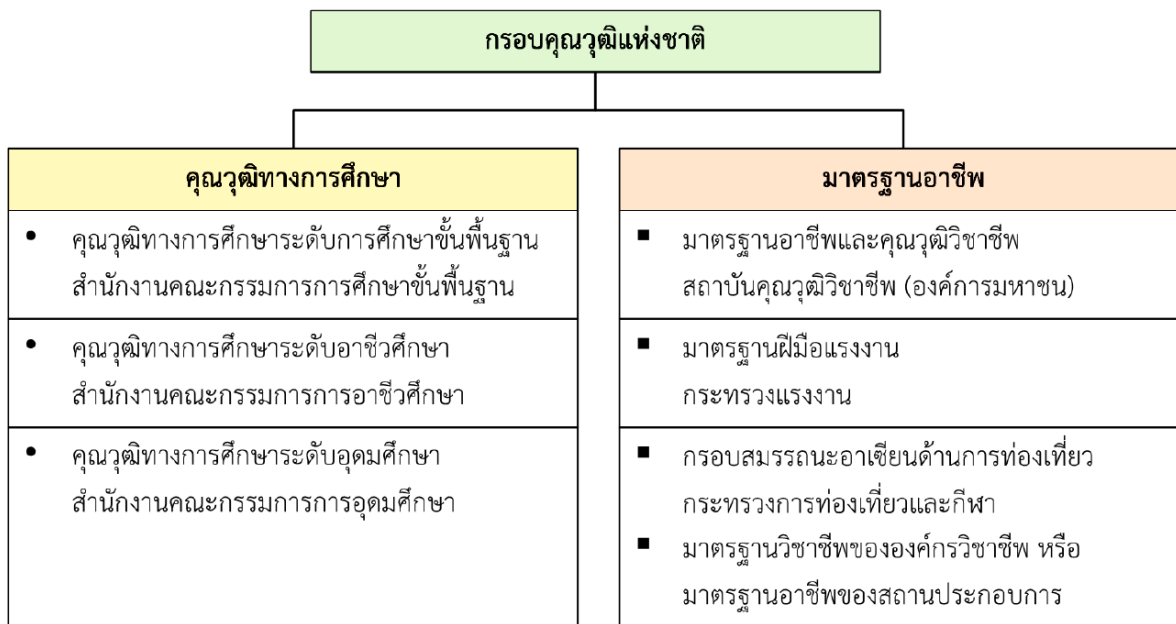 กรอบคุณวุฒิแห่งชาติ
คุณวุฒิทางการศึกษา
• คุณวุฒิทางการศึกษาระดับการศึกษาขั้นพื้นฐาน
สำนักงานคณะกรรมการการศึกษาขั้นพื้นฐาน
• คุณวุฒิทางการศึกษาระดับอาชีวศึกษา
สำนักงานคณะกรรมการการอาชีวศึกษา
• คุณวุฒิทางการศึกษาระดับอุดมศึกษา
สำนักงานคณะกรรมการการอุดมศึกษา
มาตรฐานอาชีพ
▪ มาตรฐานอาชีพและคุณวุฒิวิชาชีพ
สถาบันคุณวุฒิวิชาชีพ (องค์การมหาชน)
▪ มาตรฐานฝีมือแรงงาน
กระทรวงแรงงาน
▪ กรอบสมรรถนะอาเซียนด้านการท่องเที่ยว
กระทรวงการท่องเที่ยวและกีฬา
▪ มาตรฐานวิชาชีพขององค์กรวิชาชีพ หรือ
มาตรฐานอาชีพของสถานประกอบการ